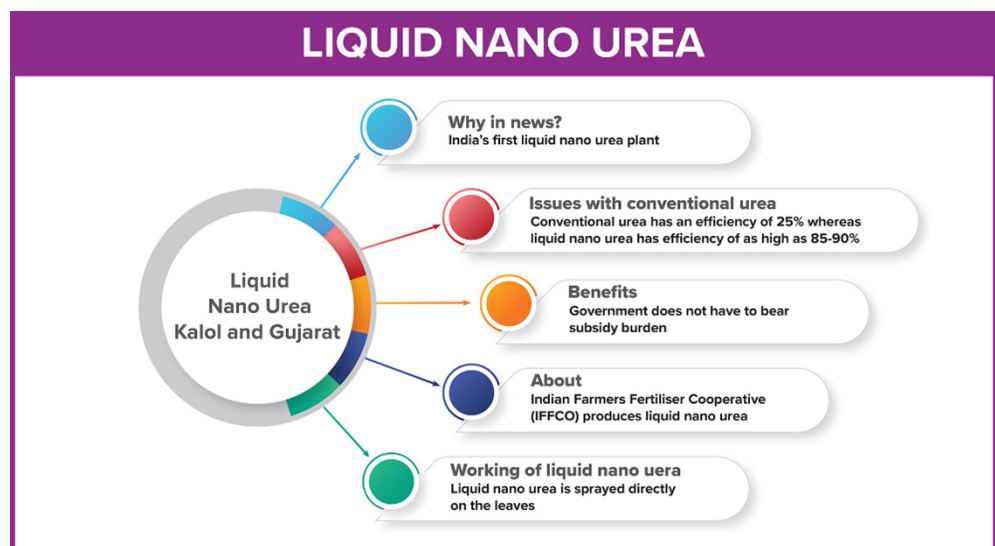 LIQUID NANO UREA
Why in news?
India's first liquid nano urea plant
Issues with conventional urea
Conventional urea has an efficiency of 25% whereas
liquid nano urea has efficiency of as high as 85-90%
Liquid
Nano Urea
Kalol and Gujarat
Benefits
Government does not have to bear
subsidy burden
About
Indian Farmers Fertiliser Cooperative
(IFFCO) produces liquid nano urea
Working of liquid nano uera
Liquid nano urea is sprayed directly
on the leaves